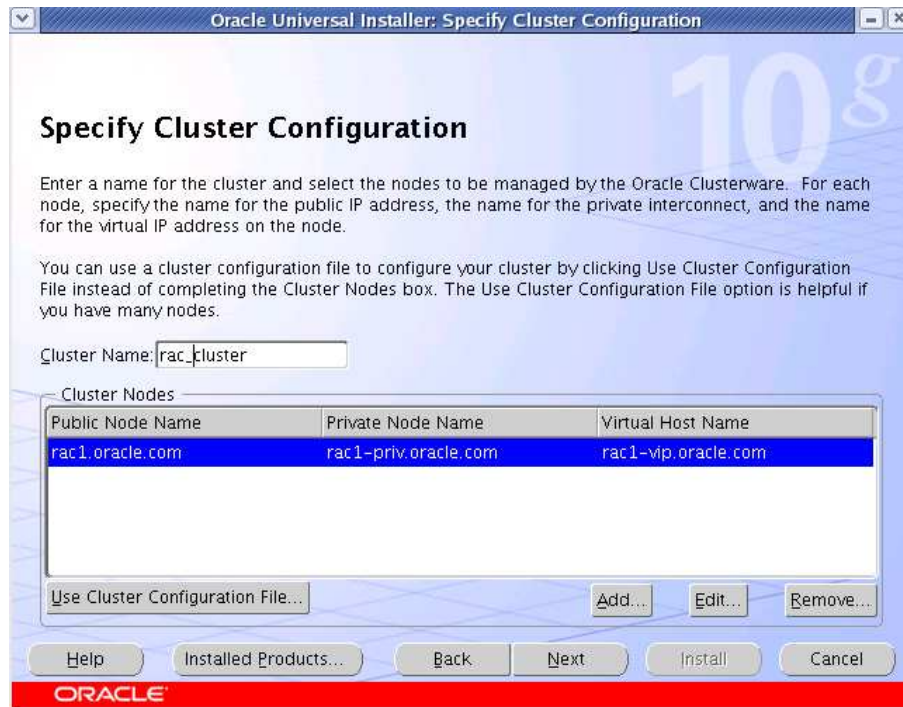 Oracle Universal Installer: Specify Cluster Configuration
10g
Specify Cluster Configuration
Enter a name for the cluster and select the nodes to be managed by the Oracle Clusterware. For each
node, specify the name for the public IP address, the name for the private interconnect, and the name
for the virtual IP address on the node.
You can use a cluster configuration file to configure your cluster by clicking Use Cluster Configuration
File instead of completing the Cluster Nodes box. The Use Cluster Configuration File option is helpful if
you have many nodes.
Cluster Name: rac_cluster
Cluster Nodes
Public Node Name Private Node Name Virtual Host Name
rac1.oracle.com rac1-priv.oracle.com rac1-vip.oracle.com
Use Cluster Configuration File... Add... Edit... Remove...
Help Installed Products... Back Next Install Cancel
ORACLE